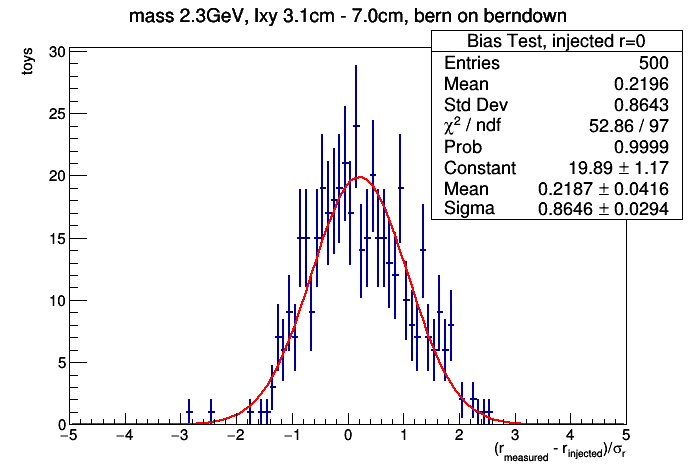 mass 2.3GeV, lxy 3.1cm - 7.0cm, bern on berndown
toys
Bias Test, injected r=0
Entries 500
Mean 0.2196
Std Dev 0.8643
χ² / ndf 52.86 / 97
Prob 0.9999
Constant 19.89 ± 1.17
Mean 0.2187 ± 0.0416
Sigma 0.8646 ± 0.0294
30
25
20
15
10
5
0
−5 −4 −3 −2 −1 0 1 2 3 4 5
(r_measured - r_injected)/σ_r